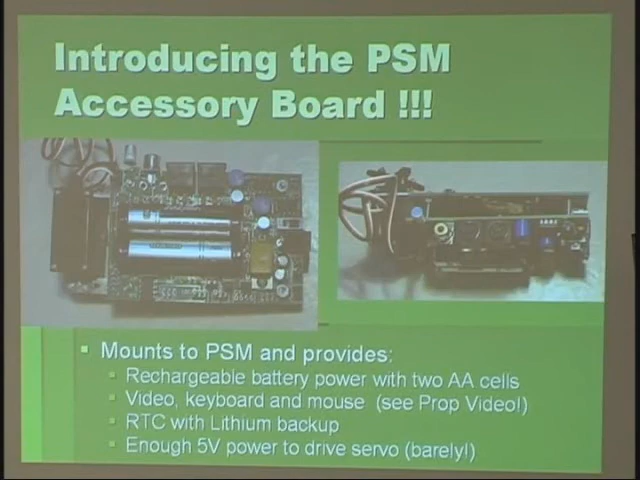 Introducing the PSM
Accessory Board !!!
Mounts to PSM and provides:
Rechargeable battery power with two AA cells
Video, keyboard and mouse (see Prop Video!)
RTC with Lithium backup
Enough 5V power to drive servo (barely!)